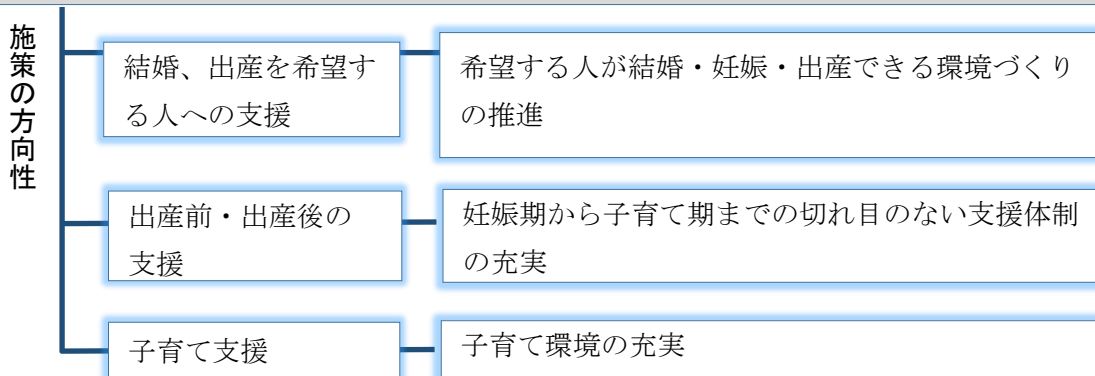 施策の方向性
結婚、出産を希望す
る人への支援
希望する人が結婚・妊娠・出産できる環境づくり
の推進
出産前・出産後の
支援
妊娠期から子育て期までの切れ目のない支援体制
の充実
子育て支援
子育て環境の充実